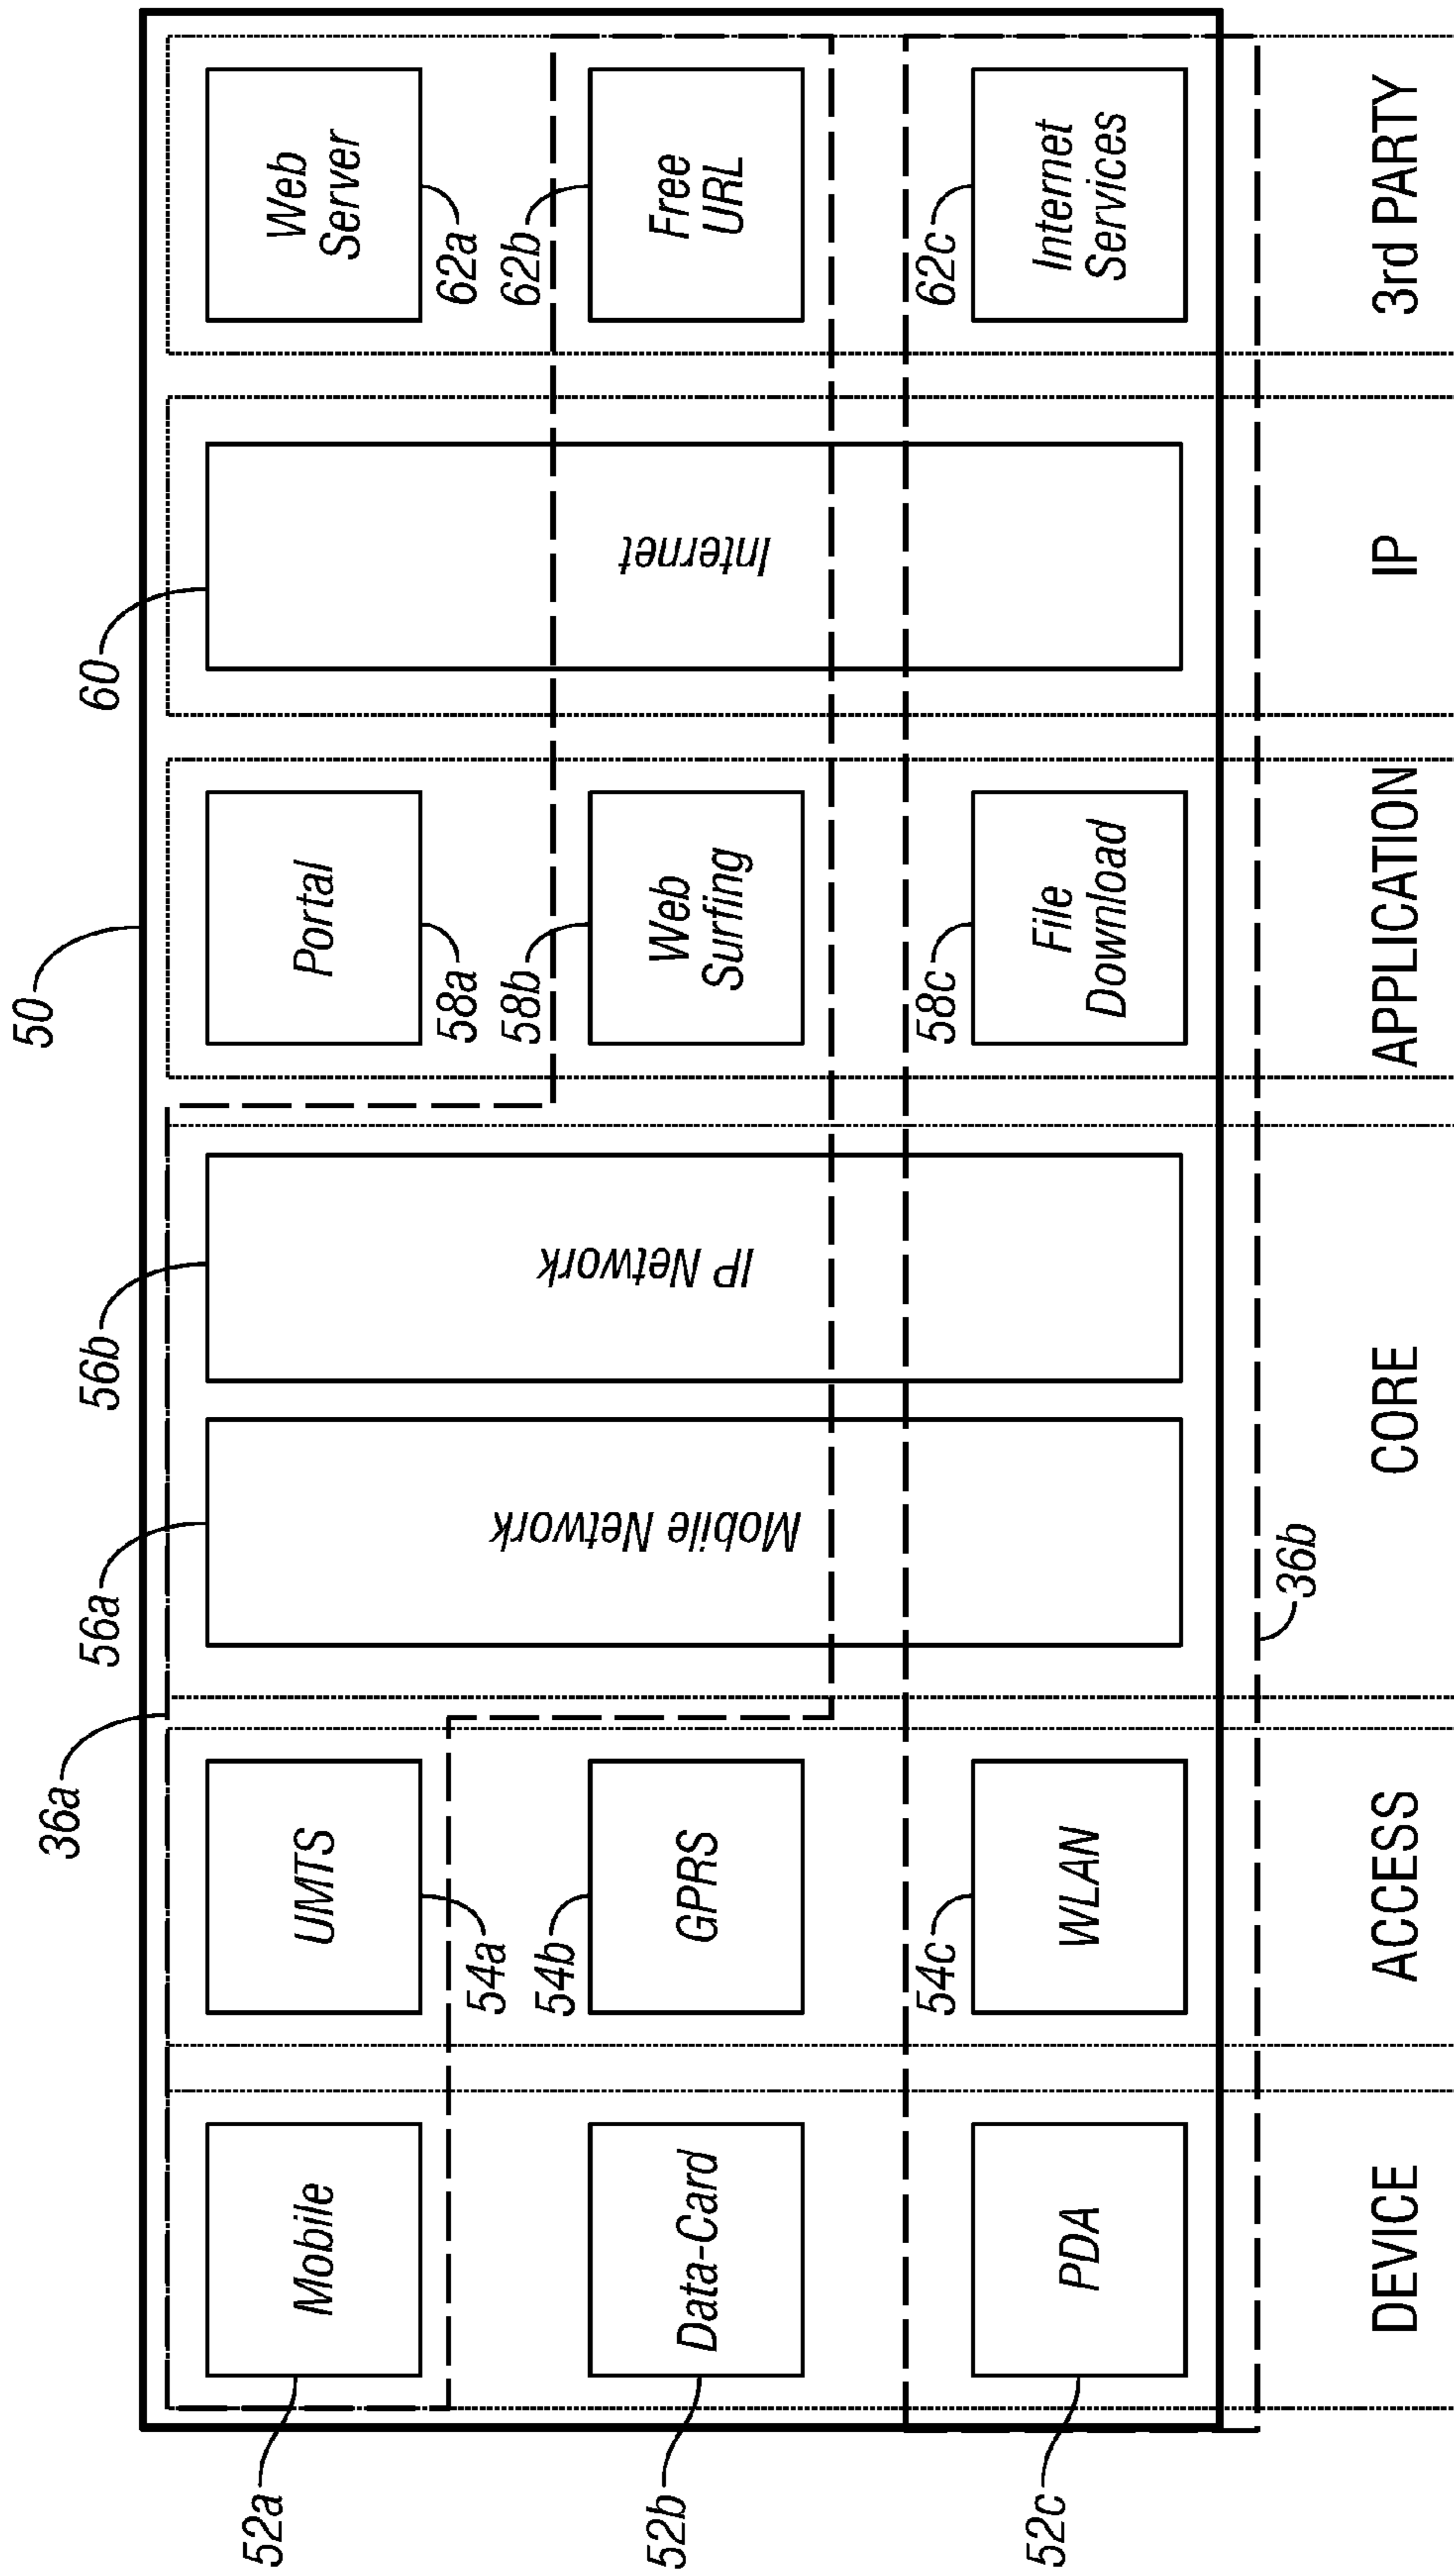 50
36a
56a
56b
60
52a
Mobile
UMTS
54a
Mobile Network
IP Network
Portal
58a
Internet
Web
Server
62a
52b
Data-Card
54b
GPRS
58b
Web
Surfing
62b
Free
URL
52c
PDA
54c
WLAN
58c
File
Download
62c
Internet
Services
36b
DEVICE
ACCESS
CORE
APPLICATION
IP
3rd PARTY